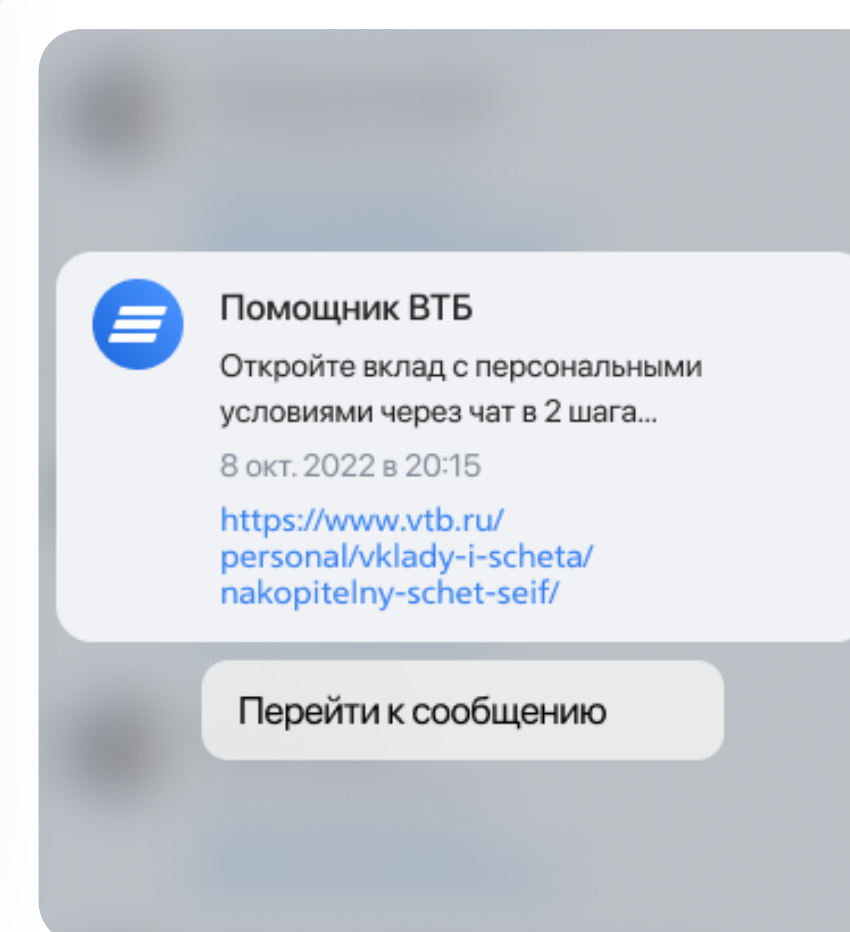 Помощник ВТБ
Откройте вклад с персональными
условиями через чат в 2 шага...
8 окт. 2022 в 20:15
https://www.vtb.ru/
personal/vklady-i-scheta/
nakopitelny-schet-seif/
Перейти к сообщению